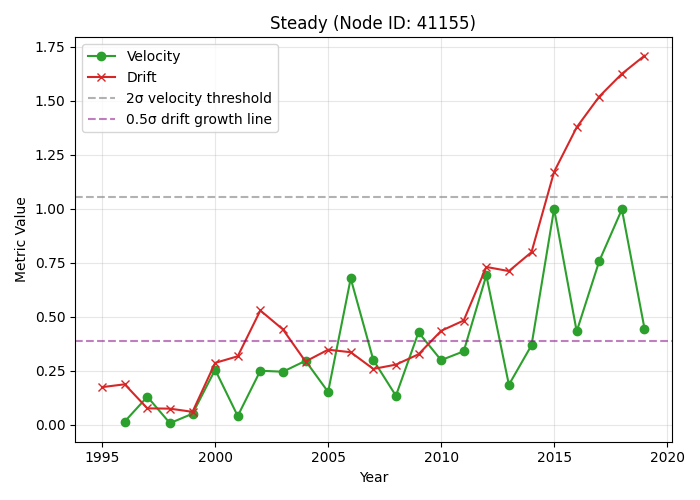 Steady (Node ID: 41155)
Velocity
Drift
2σ velocity threshold
0.5σ drift growth line
Metric Value
1.75
1.50
1.25
1.00
0.75
0.50
0.25
0.00
1995 2000 2005 2010 2015 2020
Year